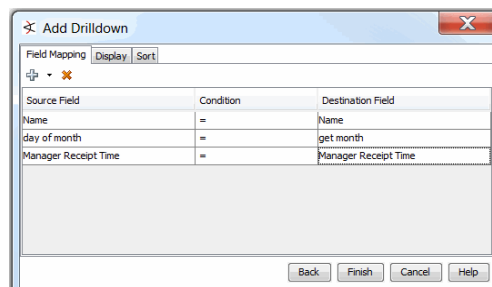 Add Drilldown
Field Mapping Display Sort
Source Field Condition Destination Field
Name = Name
day of month = get month
Manager Receipt Time = Manager Receipt Time
Back Finish Cancel Help